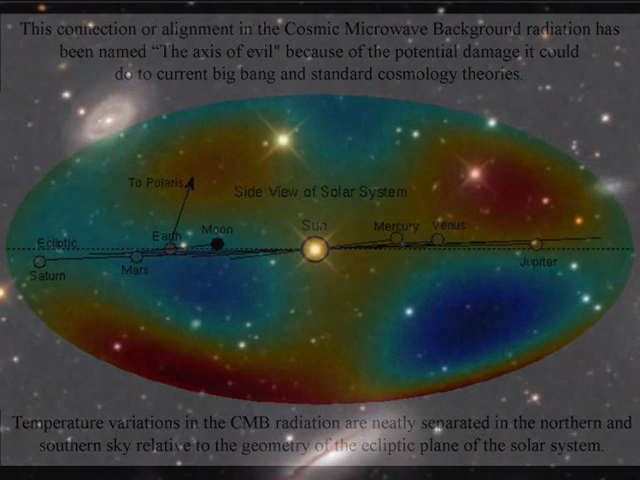 This connection or alignment in the Cosmic Microwave Background radiation has
been named “The axis of evil" because of the potential damage it could
do to current big bang and standard cosmology theories.
To Polaris
Side View of Solar System
Sun
Mercury
Venus
Moon
Earth
Ecliptic
Saturn
Mars
Jupiter
Temperature variations in the CMB radiation are neatly separated in the northern and
southern sky relative to the geometry of the ecliptic plane of the solar system.